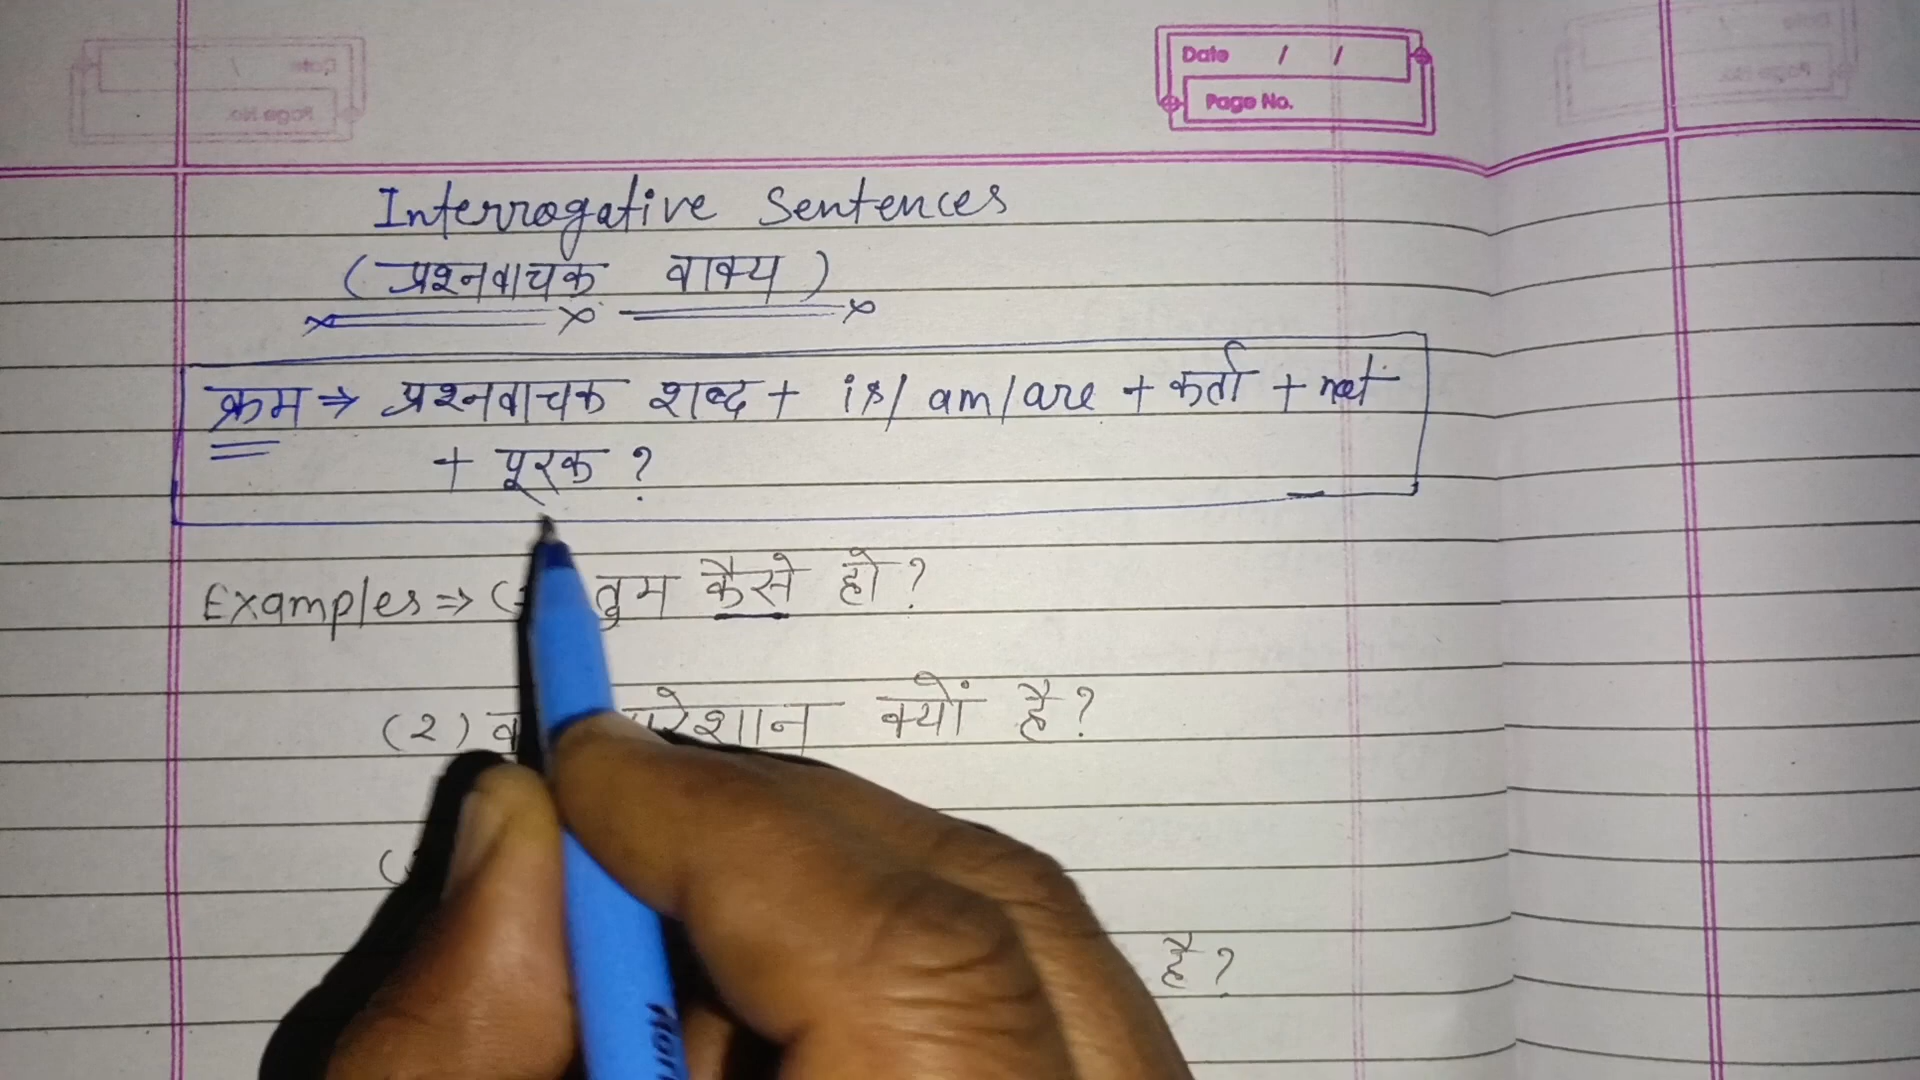 Date / /
Page No.
Interrogative Sentences
(प्रश्नवाचक वाक्य)
क्रम ⇒ प्रश्नवाचक शब्द + is/am/are + कर्ता + not
+ पूरक ?
Examples ⇒ ( तुम कैसे हो ?
(2) परेशान क्यों है ?
(
है ?